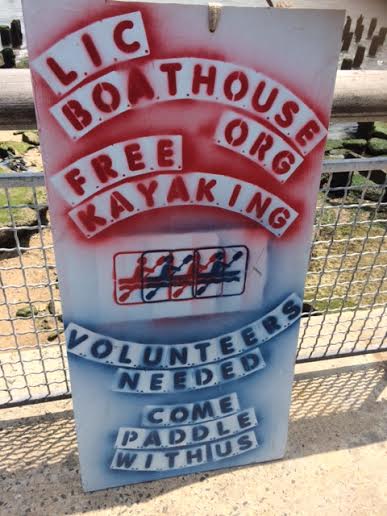 LIC
BOATHOUSE
ORG
FREE
KAYAKING
VOLUNTEERS
NEEDED
COME
PADDLE
WITH US